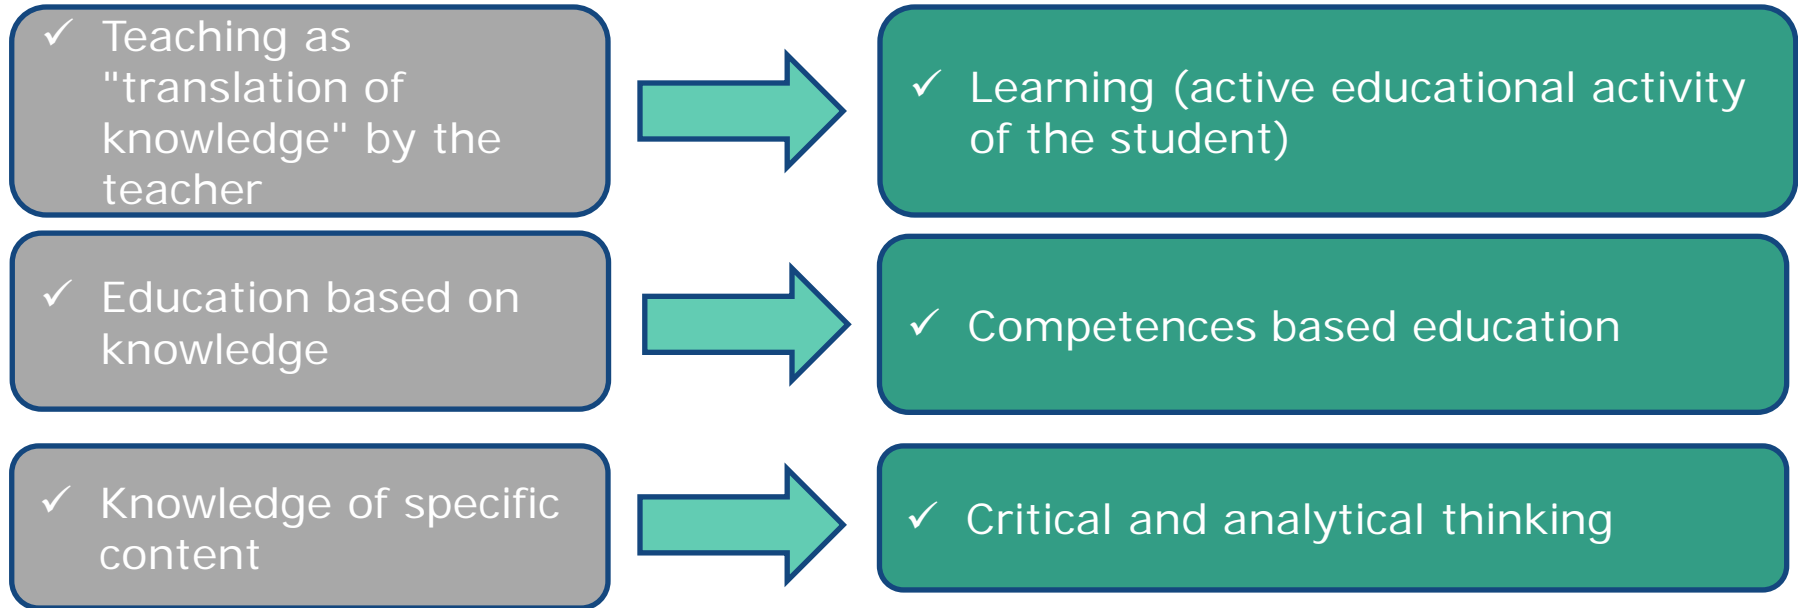 ✓ Teaching as
"translation of
knowledge" by the
teacher
✓ Learning (active educational activity
of the student)
✓ Education based on
knowledge
✓ Competences based education
✓ Knowledge of specific
content
✓ Critical and analytical thinking